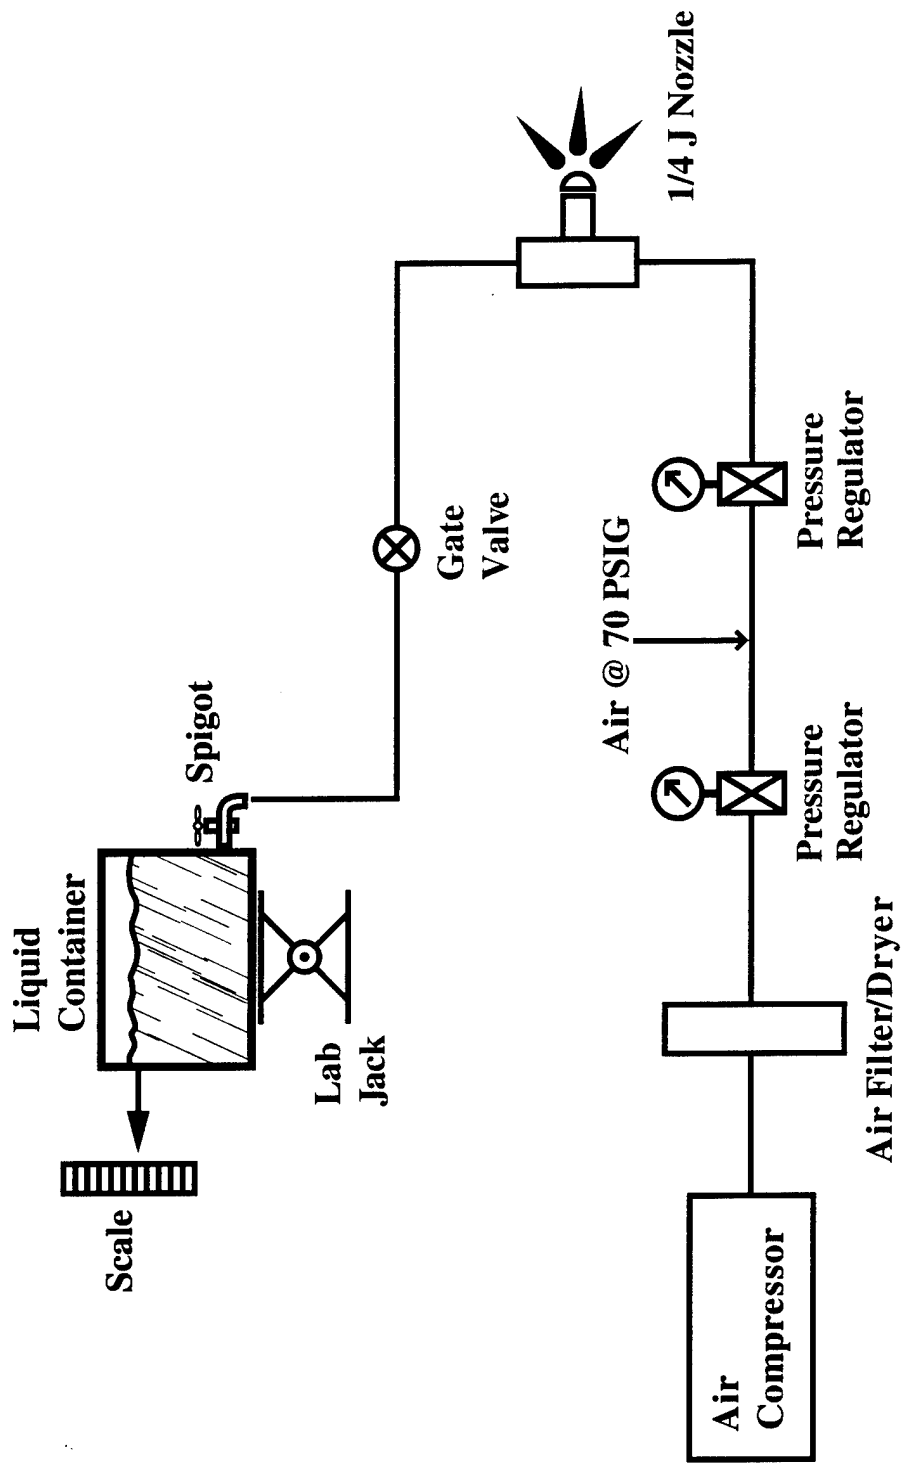 Liquid
Container
Scale
Spigot
Lab
Jack
Gate
Valve
1/4 J Nozzle
Air @ 70 PSIG
Air
Compressor
Air Filter/Dryer
Pressure
Regulator
Pressure
Regulator